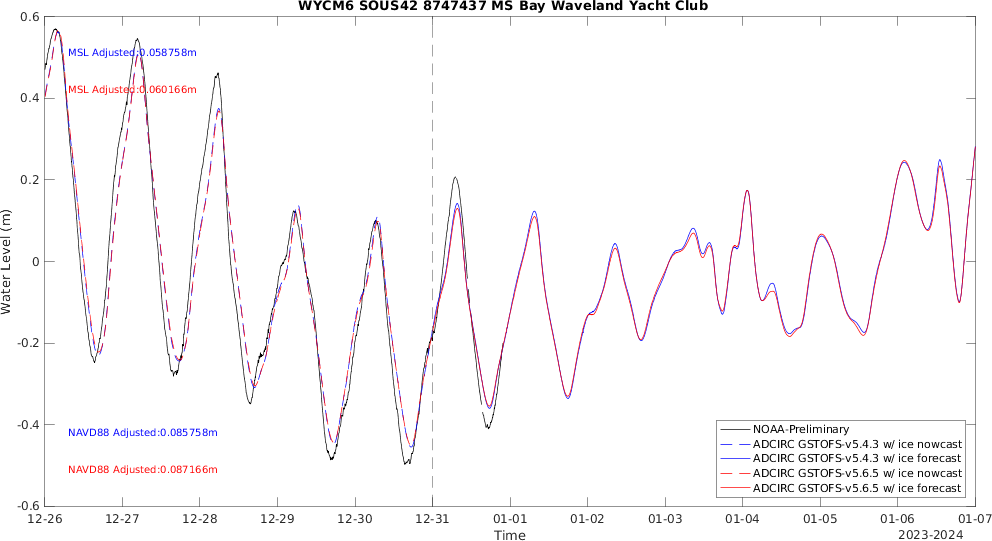 WYCM6 SOUS42 8747437 MS Bay Waveland Yacht Club
0.6
MSL Adjusted:0.058758m
MSL Adjusted:0.060166m
0.4
0.2
0
-0.2
-0.4
-0.6
Water Level (m)
NAVD88 Adjusted:0.085758m
NAVD88 Adjusted:0.087166m
NOAA-Preliminary
ADCIRC GSTOFS-v5.4.3 w/ ice nowcast
ADCIRC GSTOFS-v5.4.3 w/ ice forecast
ADCIRC GSTOFS-v5.6.5 w/ ice nowcast
ADCIRC GSTOFS-v5.6.5 w/ ice forecast
12-26 12-27 12-28 12-29 12-30 12-31 01-01 01-02 01-03 01-04 01-05 01-06 01-07
Time
2023-2024